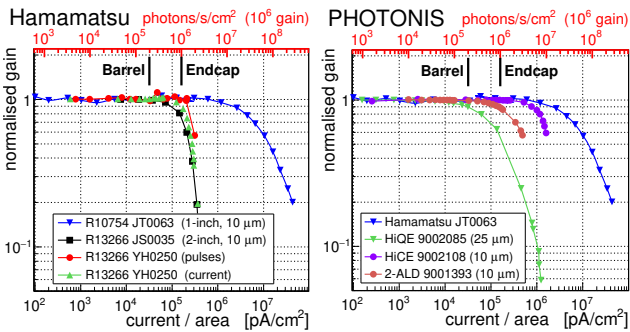 Hamamatsu
photons/s/cm² (10⁶ gain)
10³ 10⁴ 10⁵ 10⁶ 10⁷ 10⁸
normalised gain
1
10⁻¹
Barrel
Endcap
R10754 JT0063 (1-inch, 10 μm)
R13266 JS0035 (2-inch, 10 μm)
R13266 YH0250 (pulses)
R13266 YH0250 (current)
10² 10³ 10⁴ 10⁵ 10⁶ 10⁷
current / area [pA/cm²]
PHOTONIS
photons/s/cm² (10⁶ gain)
10³ 10⁴ 10⁵ 10⁶ 10⁷ 10⁸
normalised gain
1
10⁻¹
Barrel
Endcap
Hamamatsu JT0063
HiQE 9002085 (25 μm)
HiCE 9002108 (10 μm)
2-ALD 9001393 (10 μm)
10² 10³ 10⁴ 10⁵ 10⁶ 10⁷
current / area [pA/cm²]